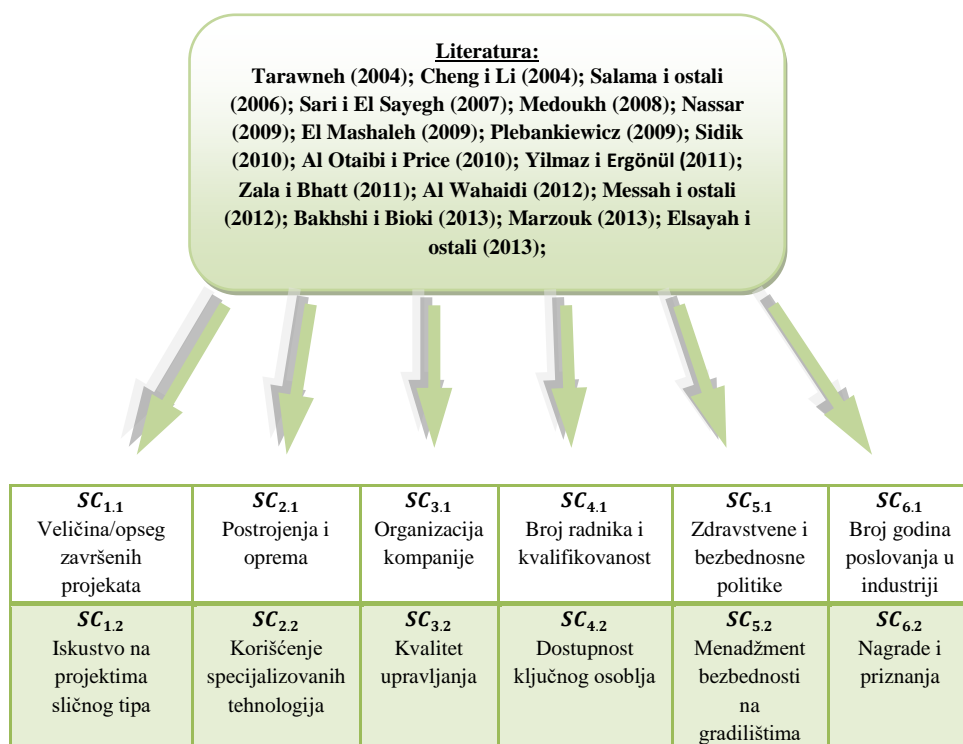 Literatura:
Tarawneh (2004); Cheng i Li (2004); Salama i ostali
(2006); Sari i El Sayegh (2007); Medoukh (2008); Nassar
(2009); El Mashaleh (2009); Plebankiewicz (2009); Sidik
(2010); Al Otaibi i Price (2010); Yilmaz i Ergönül (2011);
Zala i Bhatt (2011); Al Wahaidi (2012); Messah i ostali
(2012); Bakhshi i Bioki (2013); Marzouk (2013); Elsayah i
ostali (2013);
SC1.1
Veličina/opseg
završenih
projekata
SC2.1
Postrojenja i
oprema
SC3.1
Organizacija
kompanije
SC4.1
Broj radnika i
kvalifikovanost
SC5.1
Zdravstvene i
bezbednosne
politike
SC6.1
Broj godina
poslovanja u
industriji
SC1.2
Iskustvo na
projektima
sličnog tipa
SC2.2
Korišćenje
specijalizovanih
tehnologija
SC3.2
Kvalitet
upravljanja
SC4.2
Dostupnost
ključnog osoblja
SC5.2
Menadžment
bezbednosti
na
gradilištima
SC6.2
Nagrade i
priznanja